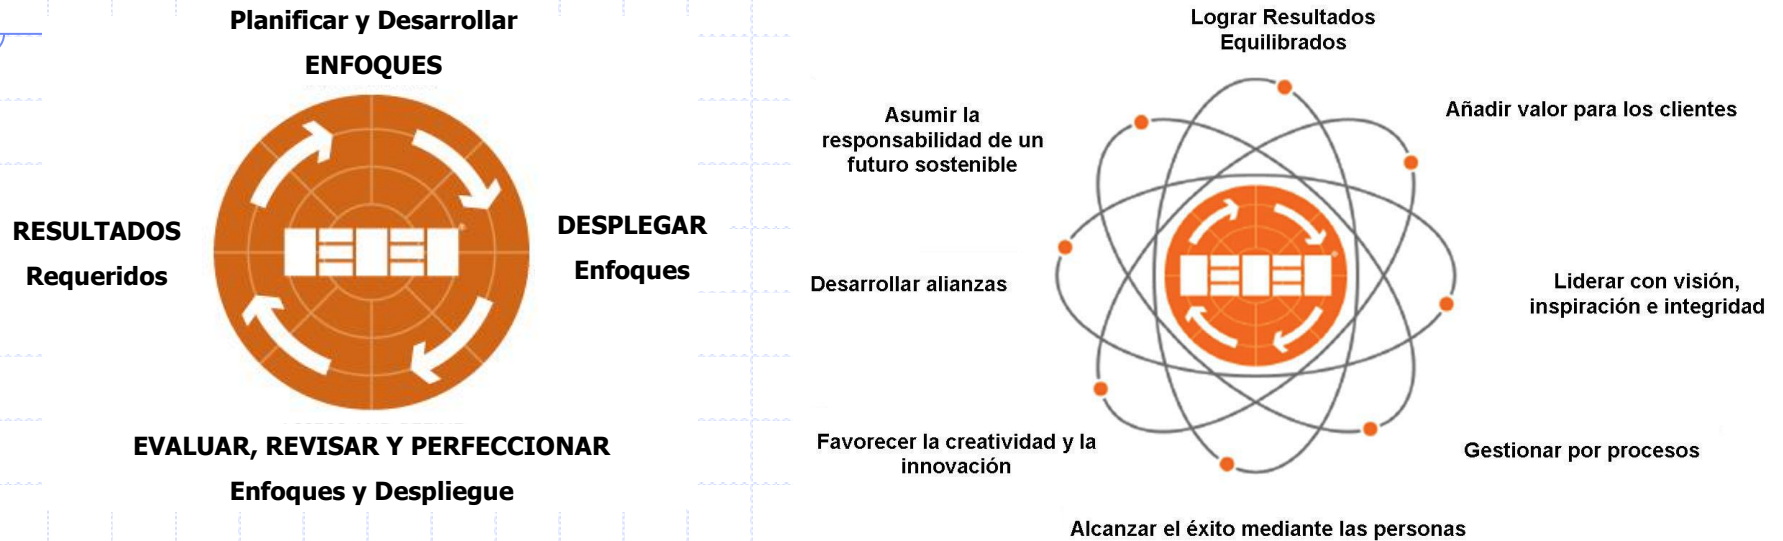 Planificar y Desarrollar
ENFOQUES
RESULTADOS
Requeridos
DESPLEGAR
Enfoques
EVALUAR, REVISAR Y PERFECCIONAR
Enfoques y Despliegue
Lograr Resultados
Equilibrados
Añadir valor para los clientes
Asumir la
responsabilidad de un
futuro sostenible
Desarrollar alianzas
Liderar con visión,
inspiración e integridad
Favorecer la creatividad y la
innovación
Gestionar por procesos
Alcanzar el éxito mediante las personas